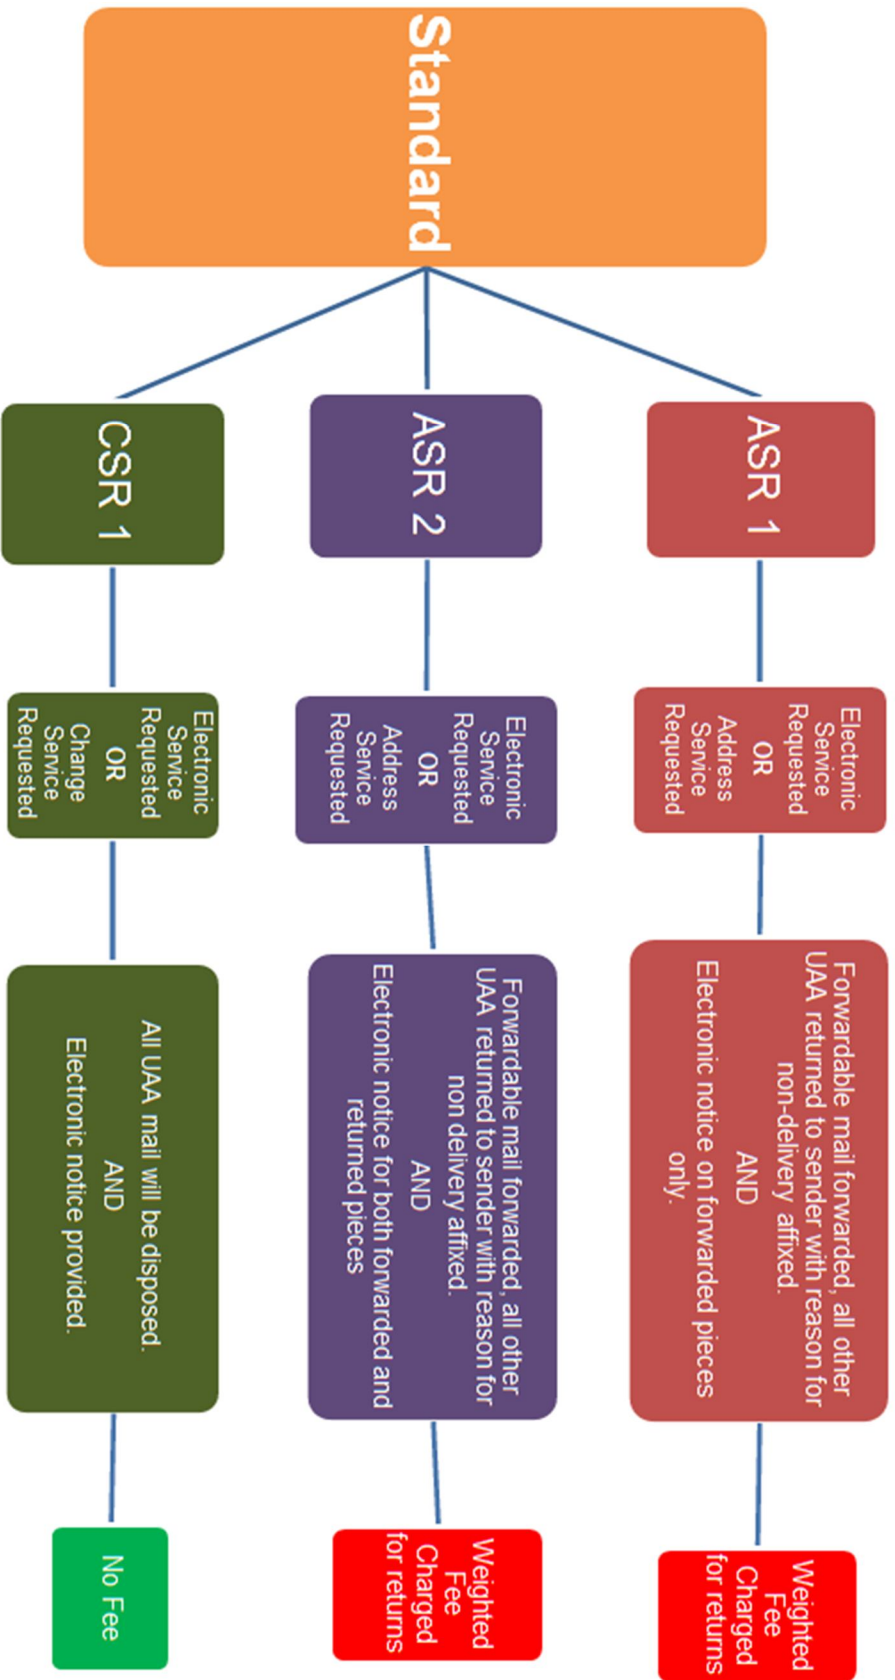 Standard
ASR 1
Electronic
Service
Requested
OR
Address
Service
Requested
Forwardable mail forwarded, all other
UAA returned to sender with reason for
non-delivery affixed.
AND
Electronic notice on forwarded pieces
only.
Weighted
Fee
Charged
for returns
ASR 2
Electronic
Service
Requested
OR
Address
Service
Requested
Forwardable mail forwarded, all other
UAA returned to sender with reason for
non delivery affixed.
AND
Electronic notice for both forwarded and
returned pieces
Weighted
Fee
Charged
for returns
CSR 1
Electronic
Service
Requested
OR
Change
Service
Requested
All UAA mail will be disposed.
AND
Electronic notice provided.
No Fee